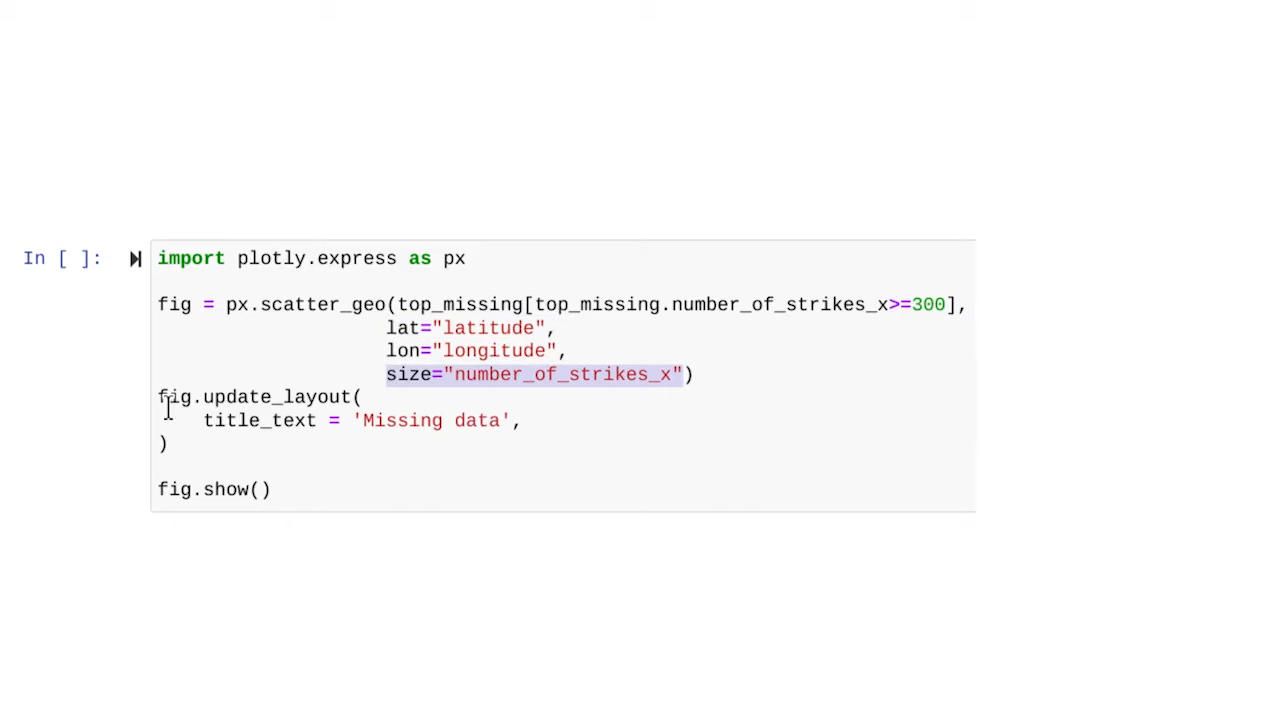 In [ ]:
import plotly.express as px
fig = px.scatter_geo(top_missing[top_missing.number_of_strikes_x>=300],
lat="latitude",
lon="longitude",
size="number_of_strikes_x")
fig.update_layout(
title_text = 'Missing data',
)
fig.show()